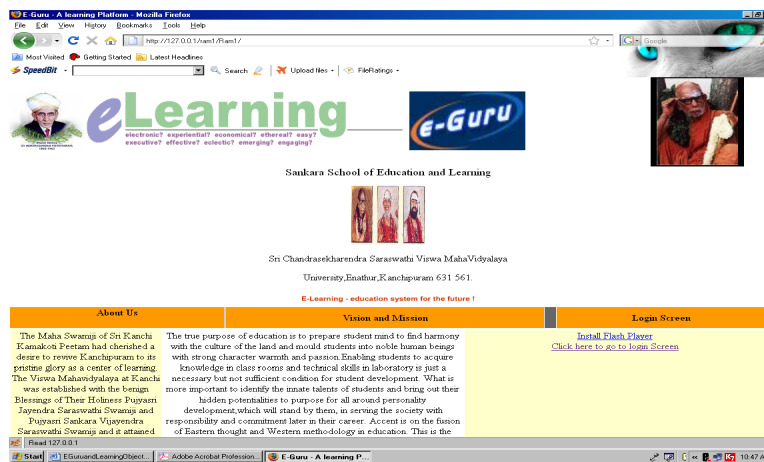 E-Guru - A learning Platform - Mozilla Firefox
File Edit View History Bookmarks Tools Help
http://127.0.0.1/ram1/Ram1/
Google
Most Visited Getting Started Latest Headlines
SpeedBit Search Upload files FileRatings
eLearning
electronic? experiential? economical? ethereal? easy?
executive? effective? eclectic? emerging? engaging?
e-Guru
Sankara School of Education and Learning
Sri Chandrasekharendra Saraswathi Viswa MahaVidyalaya
University,Enathur,Kanchipuram 631 561.
E-Learning - education system for the future !
About Us
The Maha Swamiji of Sri Kanchi
Kamakoti Peetam had cherished a
desire to revive Kanchipuram to its
pristine glory as a center of learning.
The Viswa Mahavidyalaya at Kanchi
was established with the benign
Blessings of Their Holiness Pujyasri
Jayendra Saraswathi Swamiji and
Pujyasri Sankara Vijayendra
Saraswathi Swamiji and it attained
Vision and Mission
The true purpose of education is to prepare student mind to find harmony
with the culture of the land and mould students into noble human beings
with strong character warmth and passion.Enabling students to acquire
knowledge in class rooms and technical skills in laboratory is just a
necessary but not sufficient condition for student development. What is
more important to identify the innate talents of students and bring out their
hidden potentialities to purpose for all around personality
development,which will stand by them, in serving the society with
responsibility and commitment later in their career. Accent is on the fusion
of Eastern thought and Western methodology in education. This is the
Login Screen
Install Flash Player
Click here to go to login Screen
Read 127.0.0.1
Start EGuruandLearningObject... Adobe Acrobat Profession... E-Guru - A learning P... 10:47 A